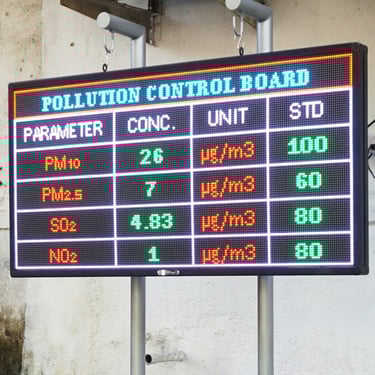 POLLUTION CONTROL BOARD
PARAMETER CONC. UNIT STD
PM10 26 µg/m3 100
PM2.5 7 µg/m3 60
SO2 4.83 µg/m3 80
NO2 1 µg/m3 80